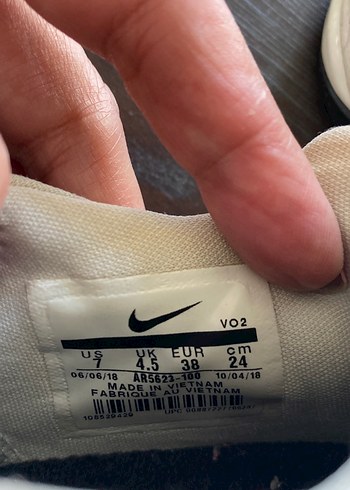 VO2
US UK EUR cm
7 4.5 38 24
06/06/18 AR5623-100 10/04/18
MADE IN VIETNAM
FABRIQUE AU VIETNAM
UPC